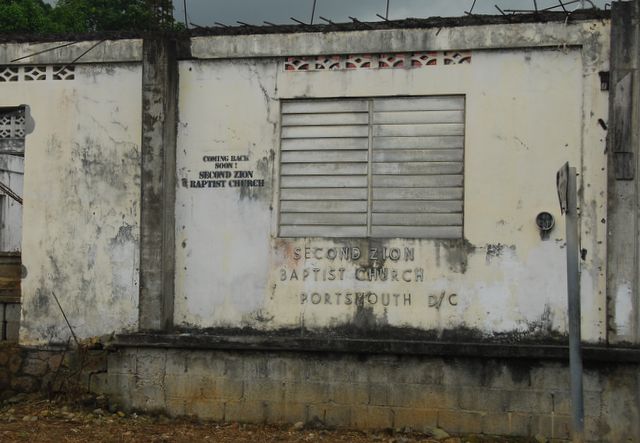 COMING BACK
SOON!
SECOND ZION
BAPTIST CHURCH
SECOND ZION
BAPTIST CHURCH
PORTSMOUTH D/C